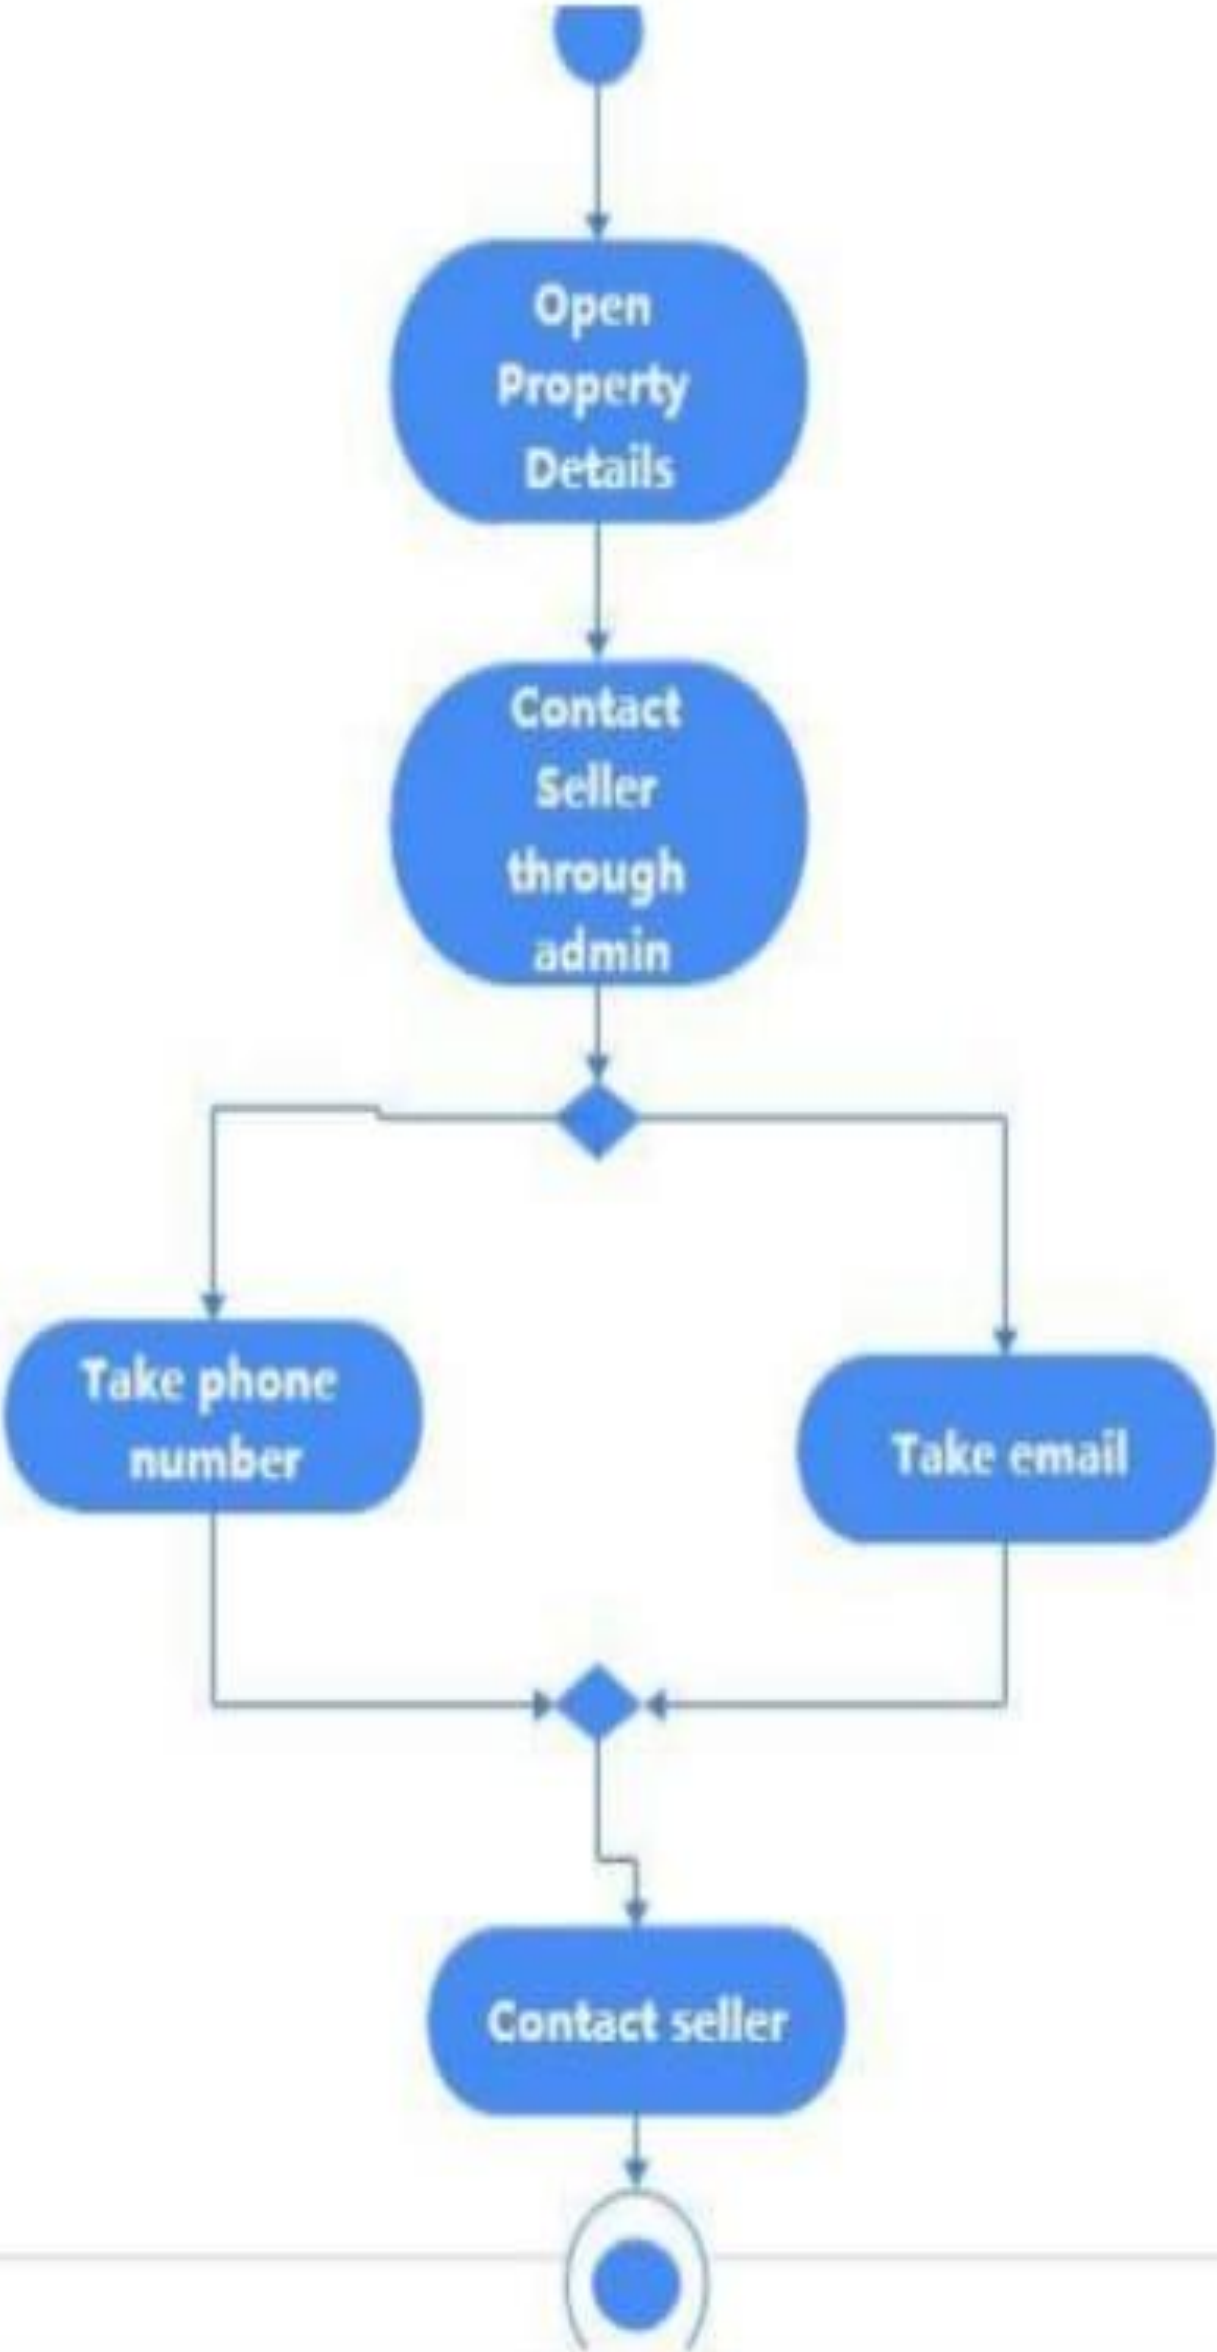 Open
Property
Details
Contact
Seller
through
admin
Take phone
number
Take email
Contact seller